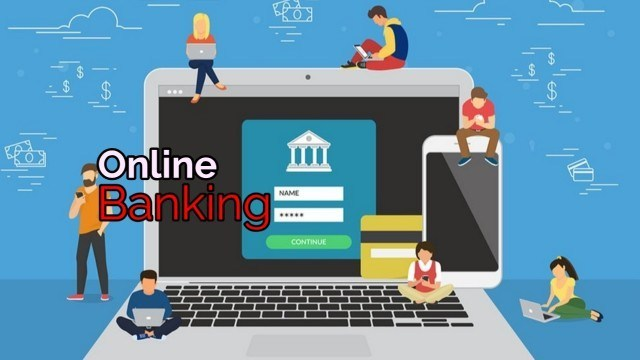 Online
Banking
NAME
*****
CONTINUE